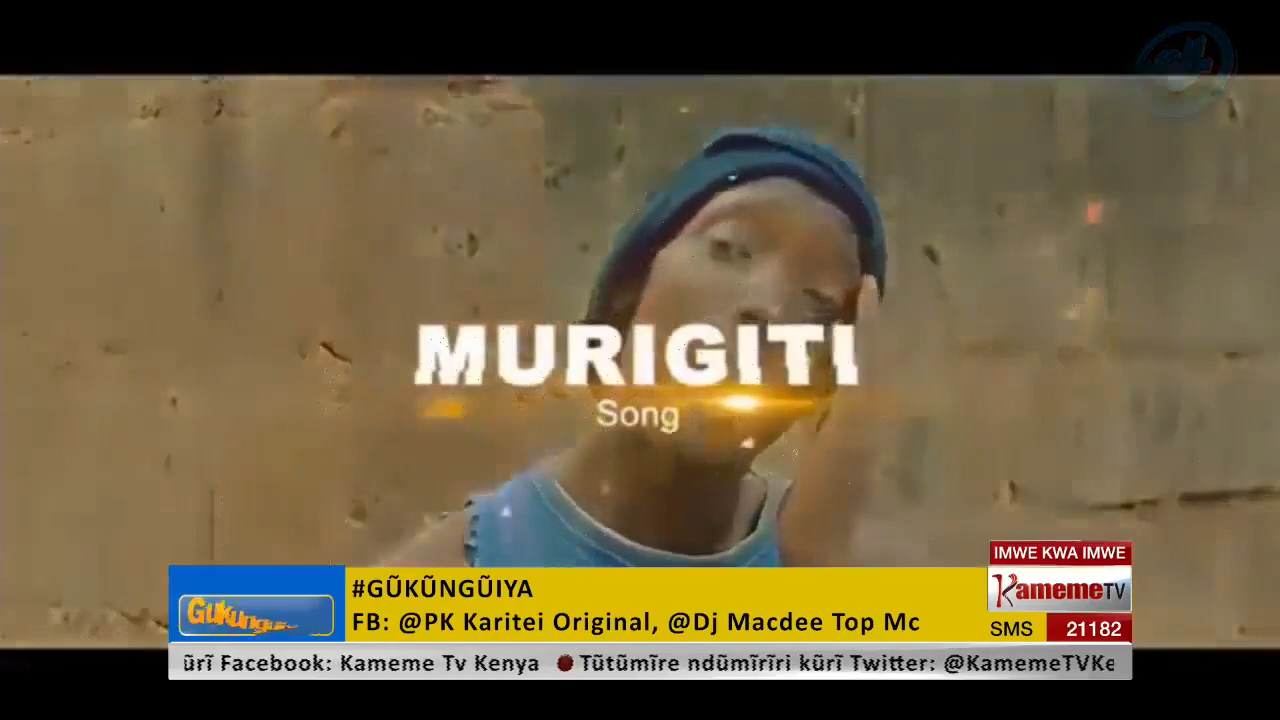 MURIGITI
Song
IMWE KWA IMWE
#GŨKŨNGŨIYA
KamemeTV
FB: @PK Karitei Original, @Dj Macdee Top Mc
SMS 21182
ũrĩ Facebook: Kameme Tv Kenya Tũtũmĩre ndũmĩrĩri kũrĩ Twitter: @KamemeTVKe